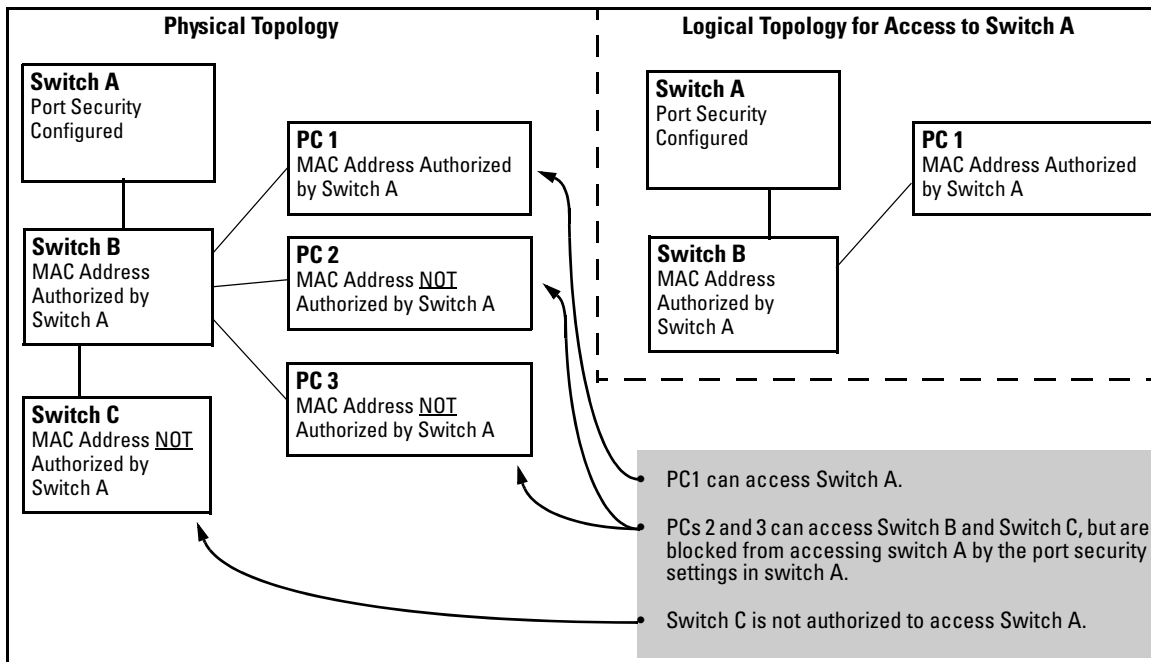 Physical Topology
Switch A
Port Security
Configured
Switch B
MAC Address
Authorized by
Switch A
Switch C
MAC Address NOT
Authorized by
Switch A
PC 1
MAC Address Authorized
by Switch A
PC 2
MAC Address NOT
Authorized by Switch A
PC 3
MAC Address NOT
Authorized by Switch A
Logical Topology for Access to Switch A
Switch A
Port Security
Configured
Switch B
MAC Address
Authorized by
Switch A
PC 1
MAC Address Authorized
by Switch A
• PC1 can access Switch A.
• PCs 2 and 3 can access Switch B and Switch C, but are
blocked from accessing switch A by the port security
settings in switch A.
• Switch C is not authorized to access Switch A.